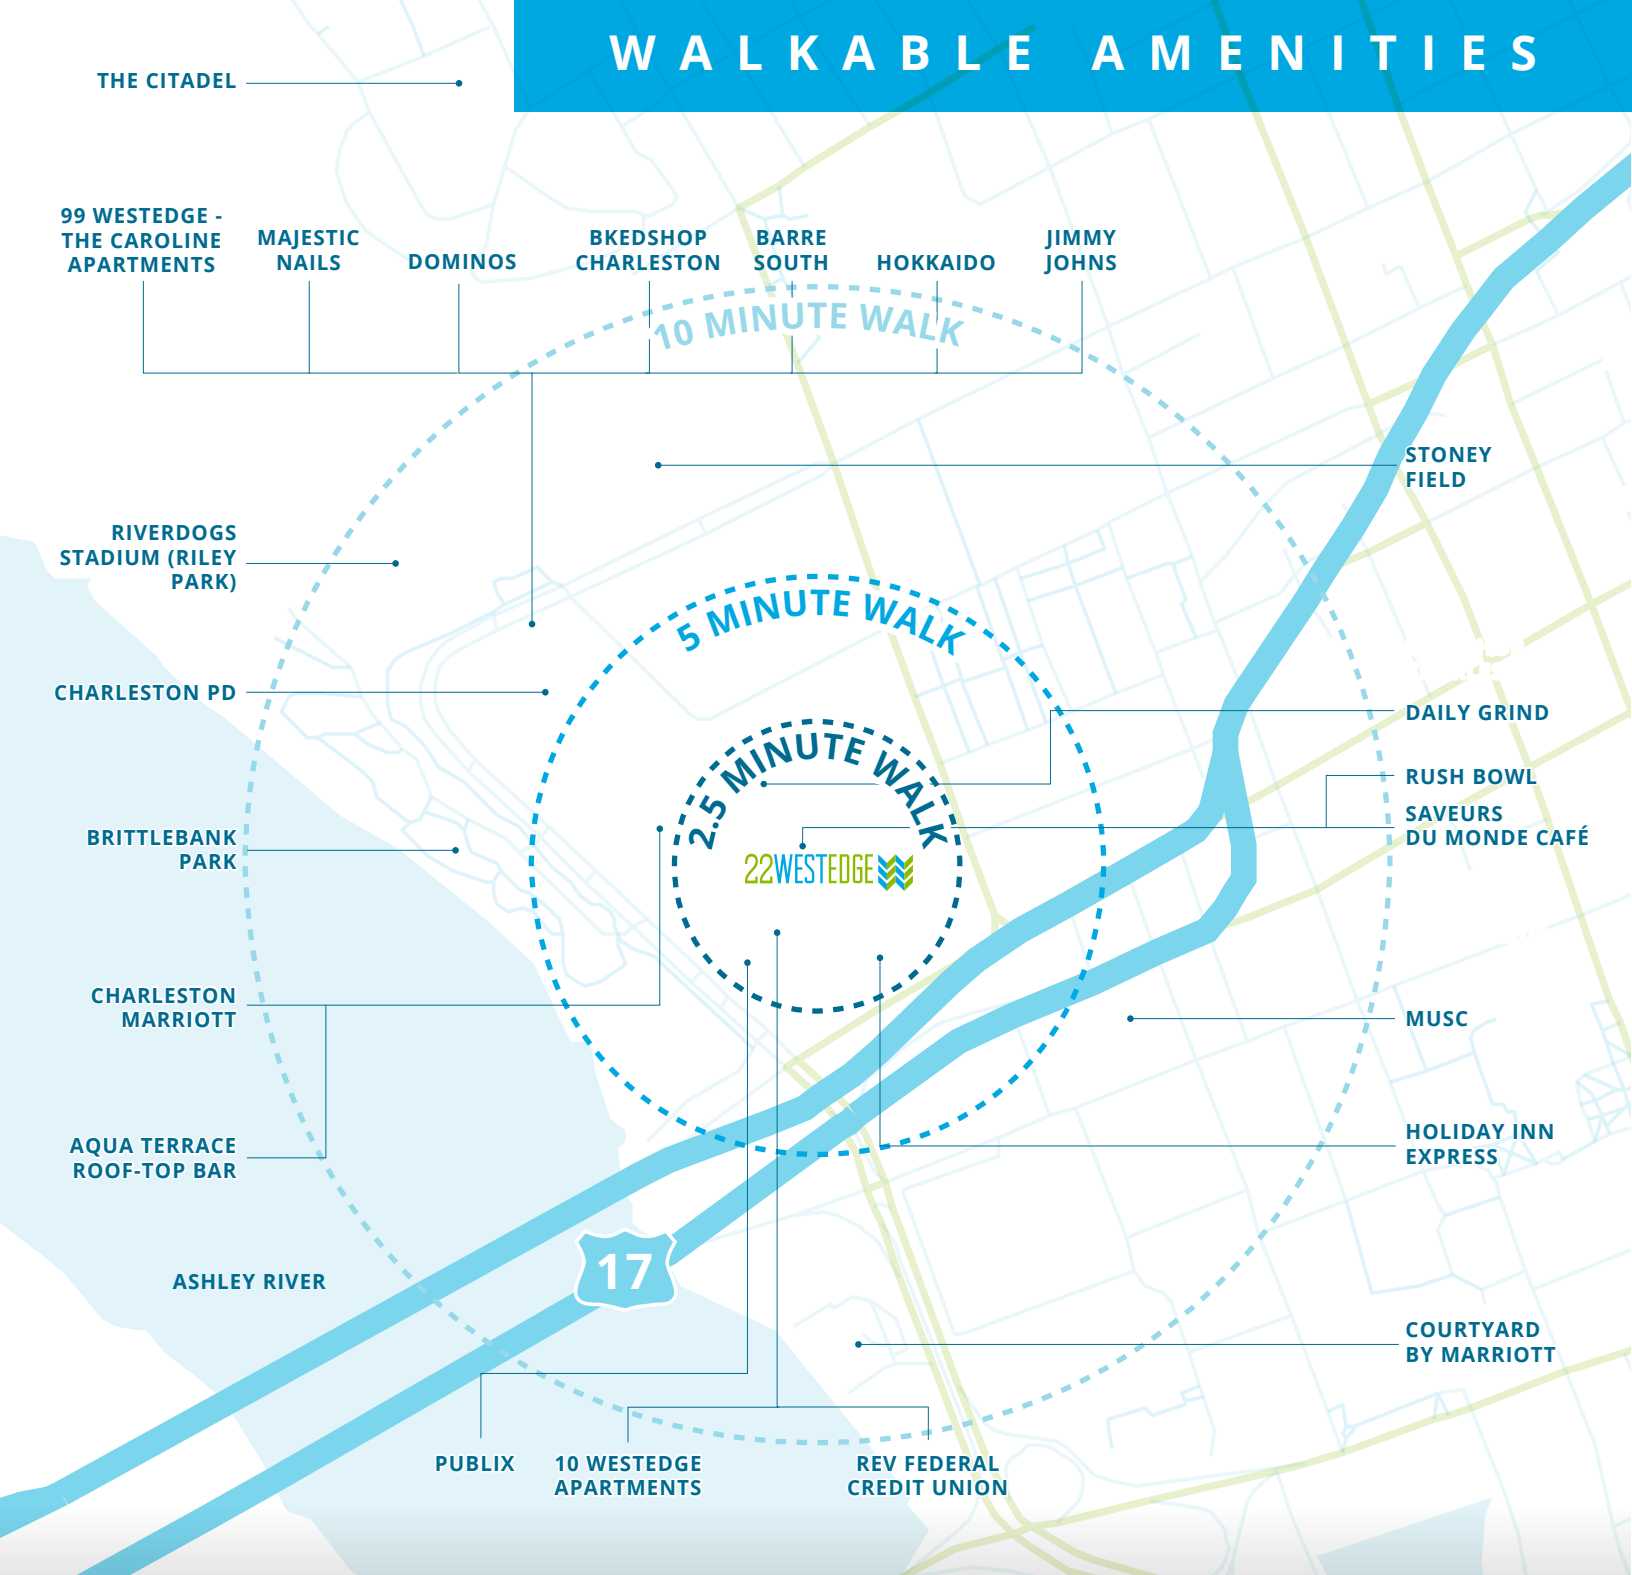 WALKABLE AMENITIES
THE CITADEL
99 WESTEDGE -
THE CAROLINE
APARTMENTS
MAJESTIC
NAILS
DOMINOS
BKEDSHOP
CHARLESTON
BARRE
SOUTH
HOKKAIDO
JIMMY
JOHNS
10 MINUTE WALK
STONEY
FIELD
RIVERDOGS
STADIUM (RILEY
PARK)
5 MINUTE WALK
CHARLESTON PD
DAILY GRIND
2.5 MINUTE WALK
RUSH BOWL
SAVEURS
DU MONDE CAFÉ
BRITTLEBANK
PARK
22WESTEDGE
CHARLESTON
MARRIOTT
MUSC
AQUA TERRACE
ROOF-TOP BAR
HOLIDAY INN
EXPRESS
ASHLEY RIVER
17
COURTYARD
BY MARRIOTT
PUBLIX
10 WESTEDGE
APARTMENTS
REV FEDERAL
CREDIT UNION